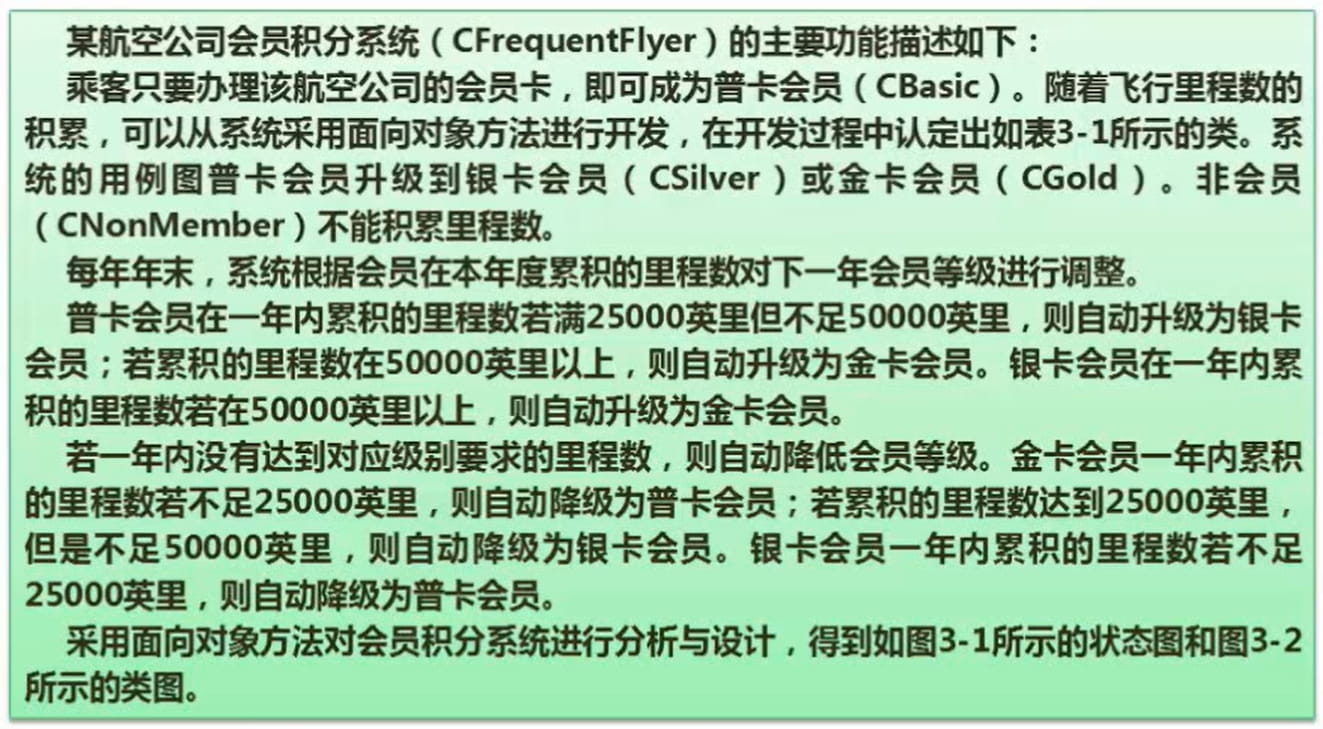 某航空公司会员积分系统（CFrequentFlyer）的主要功能描述如下：
乘客只要办理该航空公司的会员卡，即可成为普卡会员（CBasic）。随着飞行里程数的
积累，可以从系统采用面向对象方法进行开发，在开发过程中认定出如表3-1所示的类。系
统的用例图普卡会员升级到银卡会员（CSilver）或金卡会员（CGold）。非会员
（CNonMember）不能积累里程数。
每年年末，系统根据会员在本年度累积的里程数对下一年会员等级进行调整。
普卡会员在一年内累积的里程数若满25000英里但不足50000英里，则自动升级为银卡
会员；若累积的里程数在50000英里以上，则自动升级为金卡会员。银卡会员在一年内累
积的里程数若在50000英里以上，则自动升级为金卡会员。
若一年内没有达到对应级别要求的里程数，则自动降低会员等级。金卡会员一年内累积
的里程数若不足25000英里，则自动降级为普卡会员；若累积的里程数达到25000英里，
但是不足50000英里，则自动降级为银卡会员。银卡会员一年内累积的里程数若不足
25000英里，则自动降级为普卡会员。
采用面向对象方法对会员积分系统进行分析与设计，得到如图3-1所示的状态图和图3-2
所示的类图。